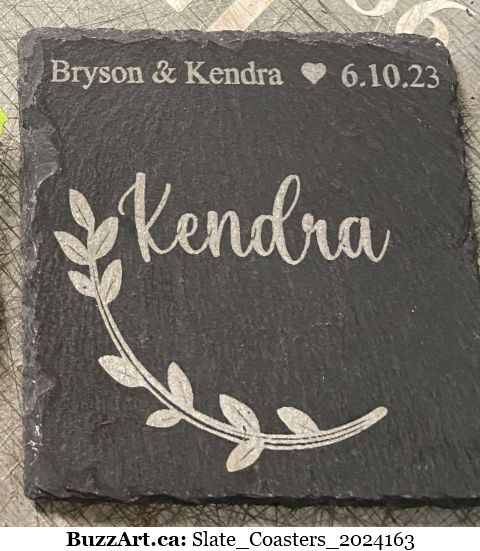 Bryson & Kendra ♥ 6.10.23
Kendra
BuzzArt.ca: Slate_Coasters_2024163